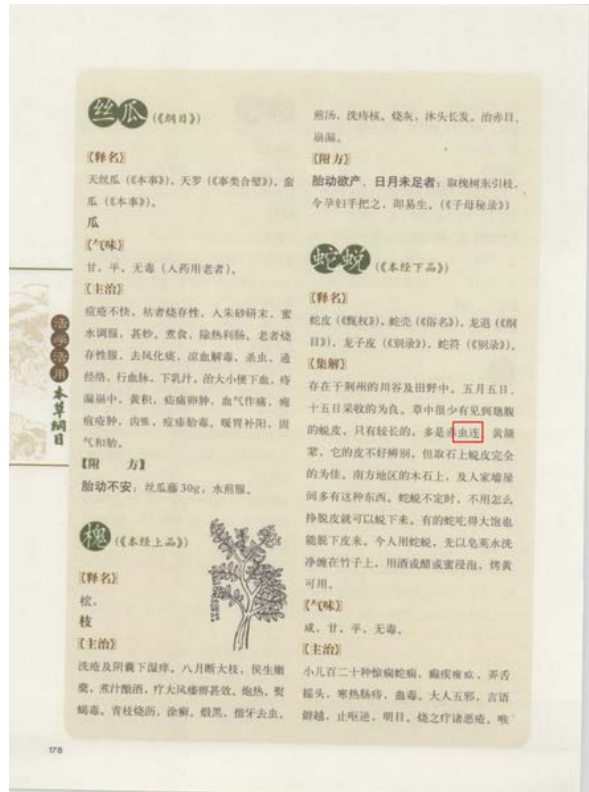 丝瓜（《纲目》）
〖释名〗
天丝瓜（《本事》），天罗（《事类合璧》），蛮
瓜（《本事》）。
瓜
〖气味〗
甘，平，无毒（入药用老者）。
〖主治〗
痘疮不快，枯者烧存性，入朱砂研末，蜜
水调服，甚妙。煮食，除热利肠。老者烧
存性服，去风化痰，凉血解毒，杀虫，通
经络，行血脉，下乳汁，治大小便下血，痔
漏崩中，黄积，疝痛卵肿，血气作痛，痈
疽疮肿，齿䘌，痘疹胎毒。暖胃补阳，固
气和胎。
【附 方】
胎动不安：丝瓜藤30g，水煎服。
槐（《本经上品》）
〖释名〗
櫰。
枝
〖主治〗
洗疮及阴囊下湿痒。八月断大枝，侯生嫩
蘖，煮汁酿酒，疗大风痿痹甚效。炮热，熨
蝎毒。青枝烧沥，涂癣。煅黑，揩牙去虫。
煎汤，洗痔核。烧灰，沐头长发。治赤目、
崩漏。
〖附方〗
胎动欲产，日月未足者：取槐树东引枝，
令孕妇手把之，即易生。（《子母秘录》）
蛇蜕（《本经下品》）
〖释名〗
蛇皮（《甄权》），蛇壳（《俗名》），龙退（《纲
目》），龙子皮（《别录》），蛇符（《别录》）。
〖集解〗
存在于荆州的川谷及田野中。五月五日、
十五日采收的为良。草中很少有见到虺蝮
的蜕皮，只有较长的，多是赤虫连、黄颔
辈，它的皮不好辨别，但取石上蜕皮完全
的为佳。南方地区的木石上，及人家墙屋
间多有这种东西。蛇蜕不定时，不用怎么
挣脱皮就可以蜕下来。有的蛇吃得大饱也
能脱下皮来。今人用蛇蜕，先以皂荚水洗
净缠在竹子上，用酒或醋或蜜浸泡，烤黄
可用。
〖气味〗
咸，甘，平，无毒。
〖主治〗
小儿百二十种惊痫蛇痫，癫疾瘛疭，弄舌
摇头，寒热肠痔，蛊毒。大人五邪，言语
僻越，止呕逆，明目。烧之疗诸恶疮。喉
活学活用
本草纲目
178